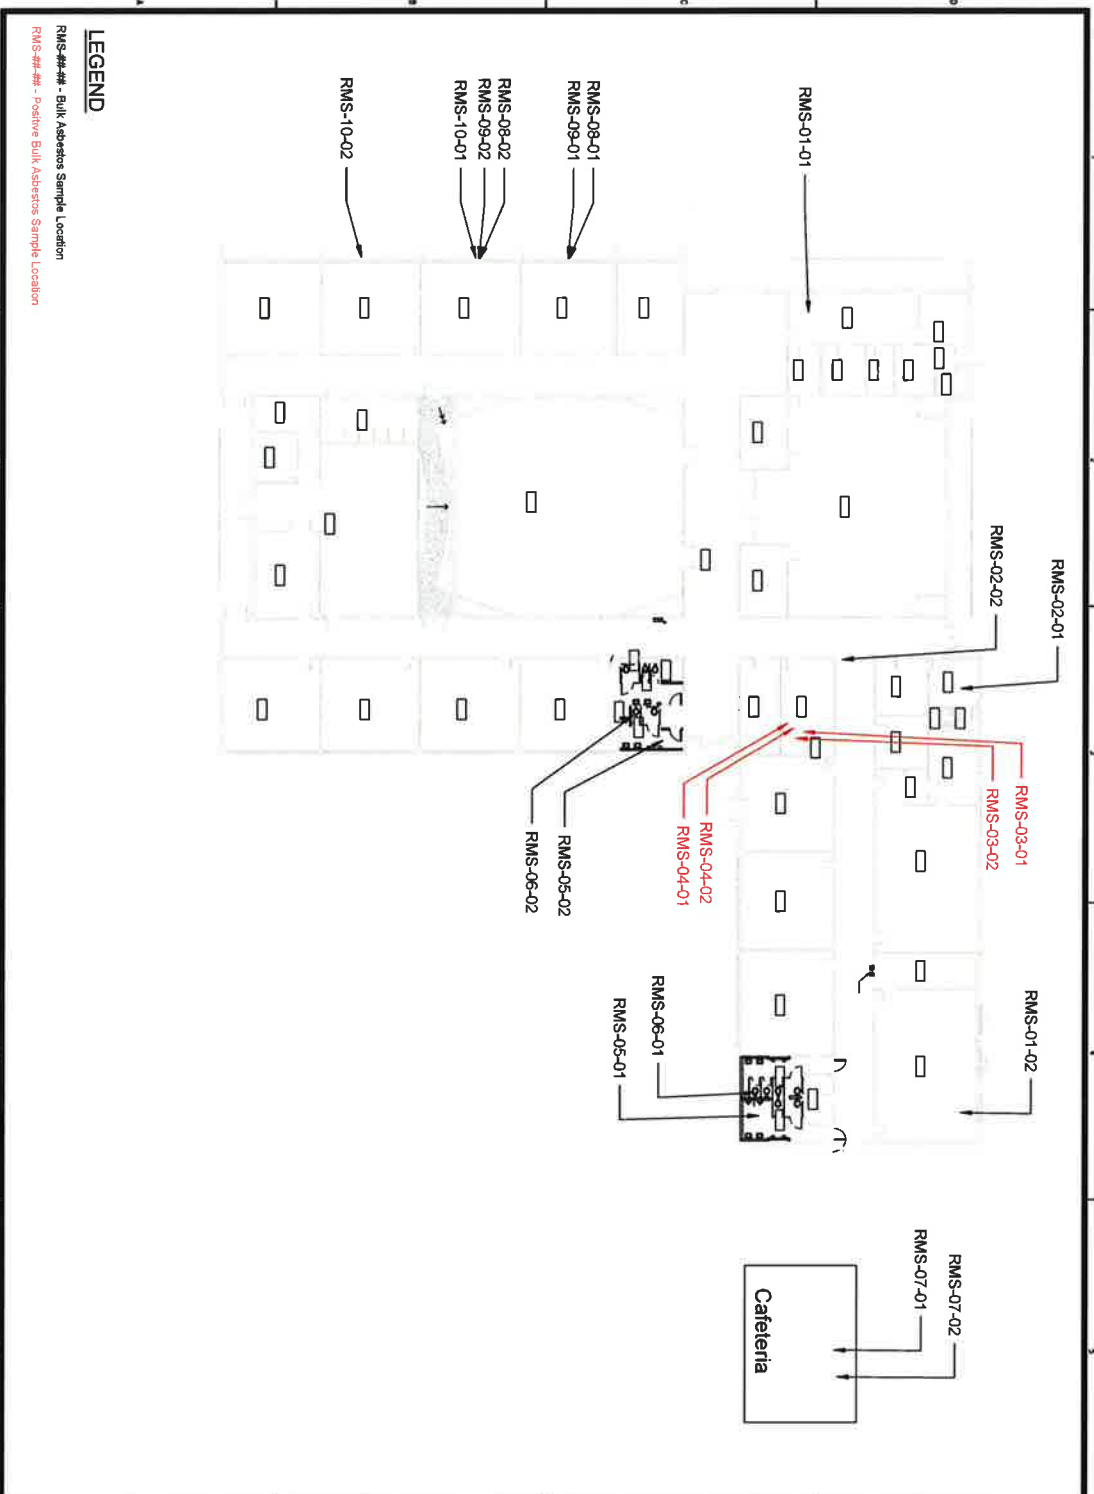 RMS-02-01
RMS-02-02
RMS-01-01
RMS-03-01
RMS-03-02
RMS-01-02
RMS-07-02
RMS-07-01
Cafeteria
RMS-04-02
RMS-04-01
RMS-06-01
RMS-05-01
RMS-08-01
RMS-09-01
RMS-05-02
RMS-06-02
RMS-08-02
RMS-09-02
RMS-10-01
RMS-10-02
LEGEND
RMS-##-## - Bulk Asbestos Sample Location
RMS-##-## - Positive Bulk Asbestos Sample Location